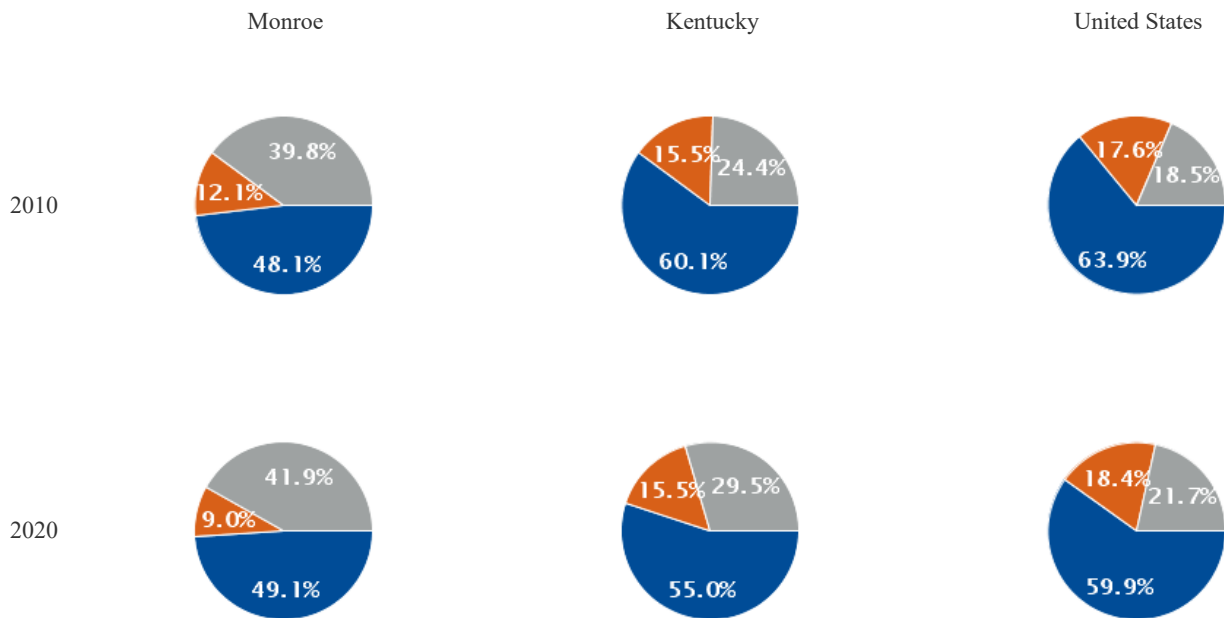 Monroe Kentucky United States
39.8% 15.5% 24.4% 17.6% 18.5%
2010 12.1%
48.1% 60.1% 63.9%
41.9% 15.5% 29.5% 18.4% 21.7%
2020 9.0%
49.1% 55.0% 59.9%